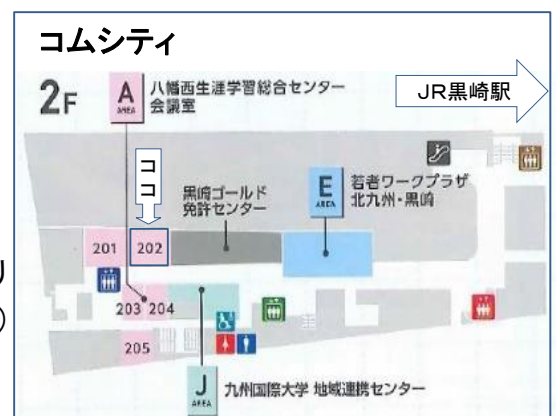 コムシティ
2F
A
AREA
八幡西生涯学習総合センター
会議室
JR黒崎駅
ココ
黒崎ゴールド
免許センター
E
AREA
若者ワークプラザ
北九州・黒崎
201
202
り
)
203 204
205
J
AREA
九州国際大学 地域連携センター